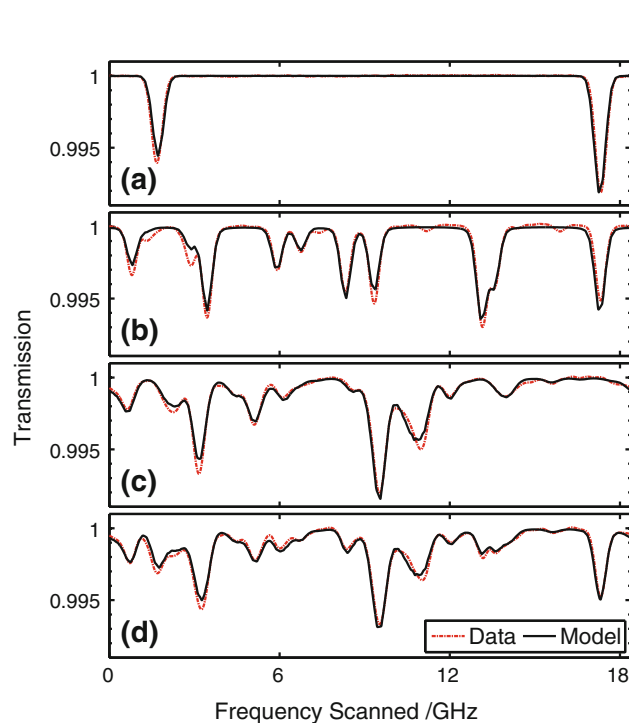 1
0.995
(a)
1
0.995
(b)
1
0.995
(c)
1
0.995
(d)
Data Model
0 6 12 18
Frequency Scanned /GHz
Transmission